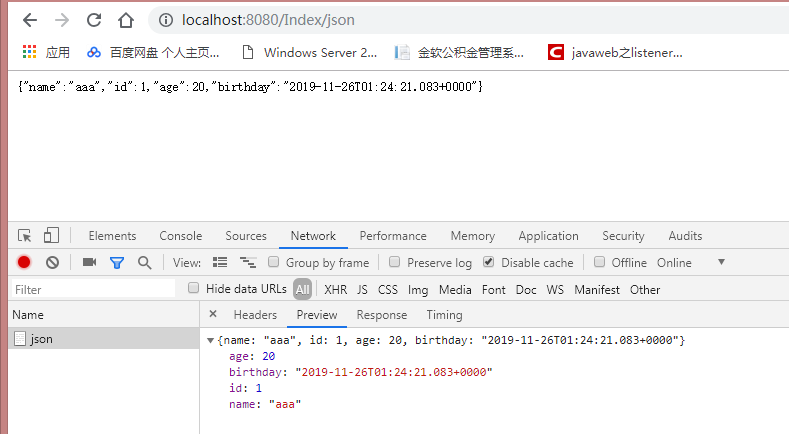 localhost:8080/Index/json
应用 百度网盘 个人主页... Windows Server 2... 金软公积金管理系... javaweb之listener...
{"name":"aaa","id":1,"age":20,"birthday":"2019-11-26T01:24:21.083+0000"}
Elements Console Sources Network Performance Memory Application Security Audits
View: Group by frame Preserve log Disable cache Offline Online
Filter Hide data URLs All XHR JS CSS Img Media Font Doc WS Manifest Other
Name × Headers Preview Response Timing
json
{name: "aaa", id: 1, age: 20, birthday: "2019-11-26T01:24:21.083+0000"}
age: 20
birthday: "2019-11-26T01:24:21.083+0000"
id: 1
name: "aaa"